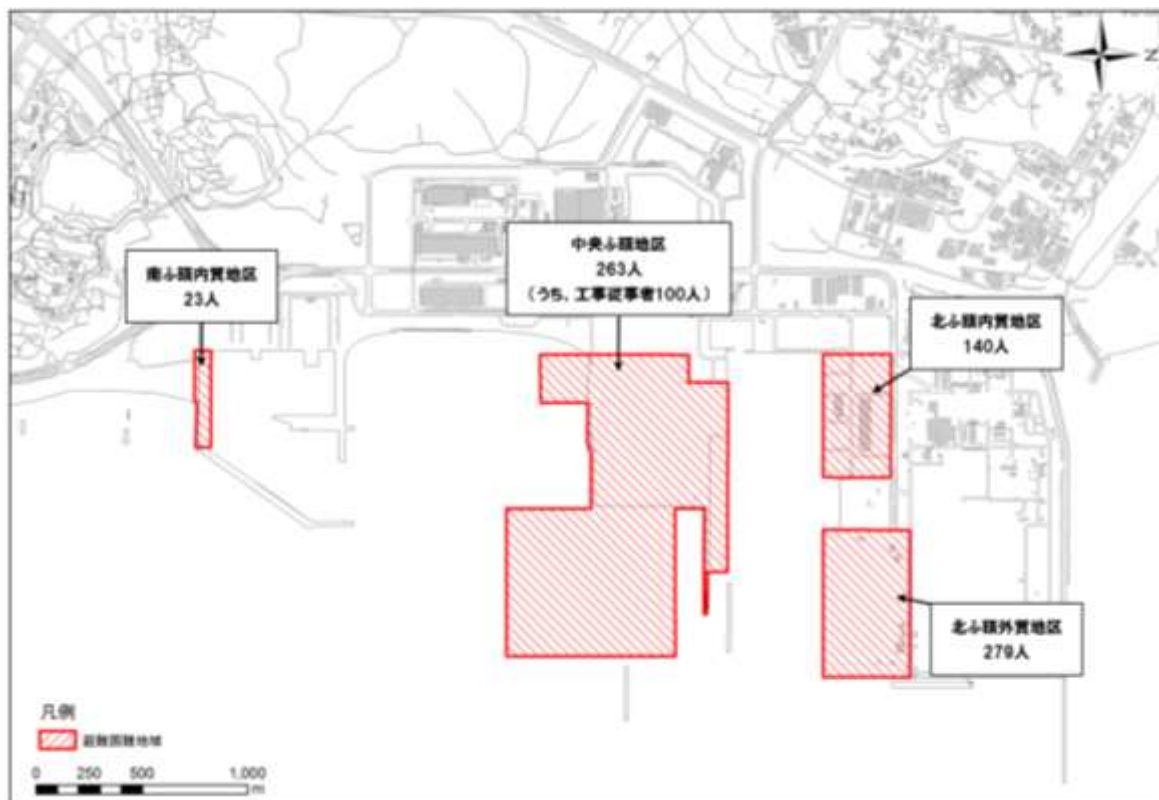 N
南ふ頭内貿地区
23人
中央ふ頭地区
263人
(うち、工事従事者100人)
北ふ頭内貿地区
140人
北ふ頭外貿地区
279人
凡例
避難困難地域
0 250 500 1,000
m